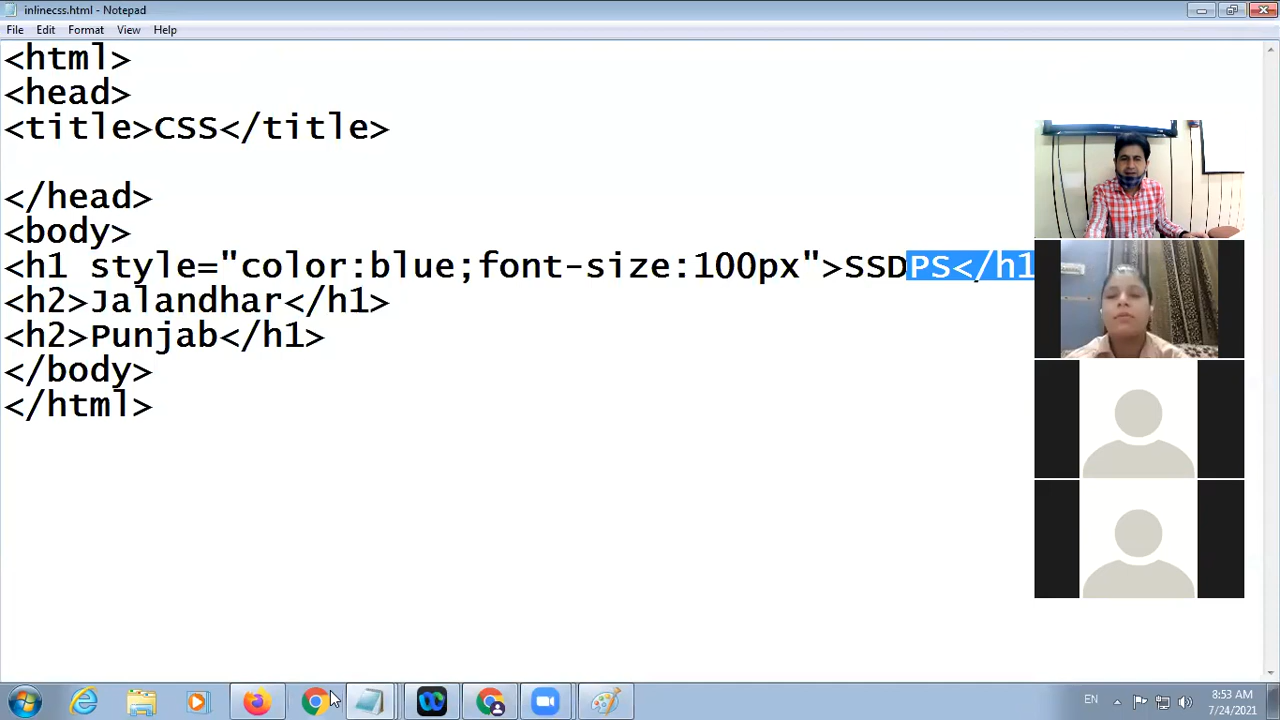 inlinecss.html - Notepad
File Edit Format View Help
<html>
<head>
<title>CSS</title>
</head>
<body>
<h1 style="color:blue;font-size:100px">SSDPS</h1
<h2>Jalandhar</h1>
<h2>Punjab</h1>
</body>
</html>
EN
8:53 AM
7/24/2021